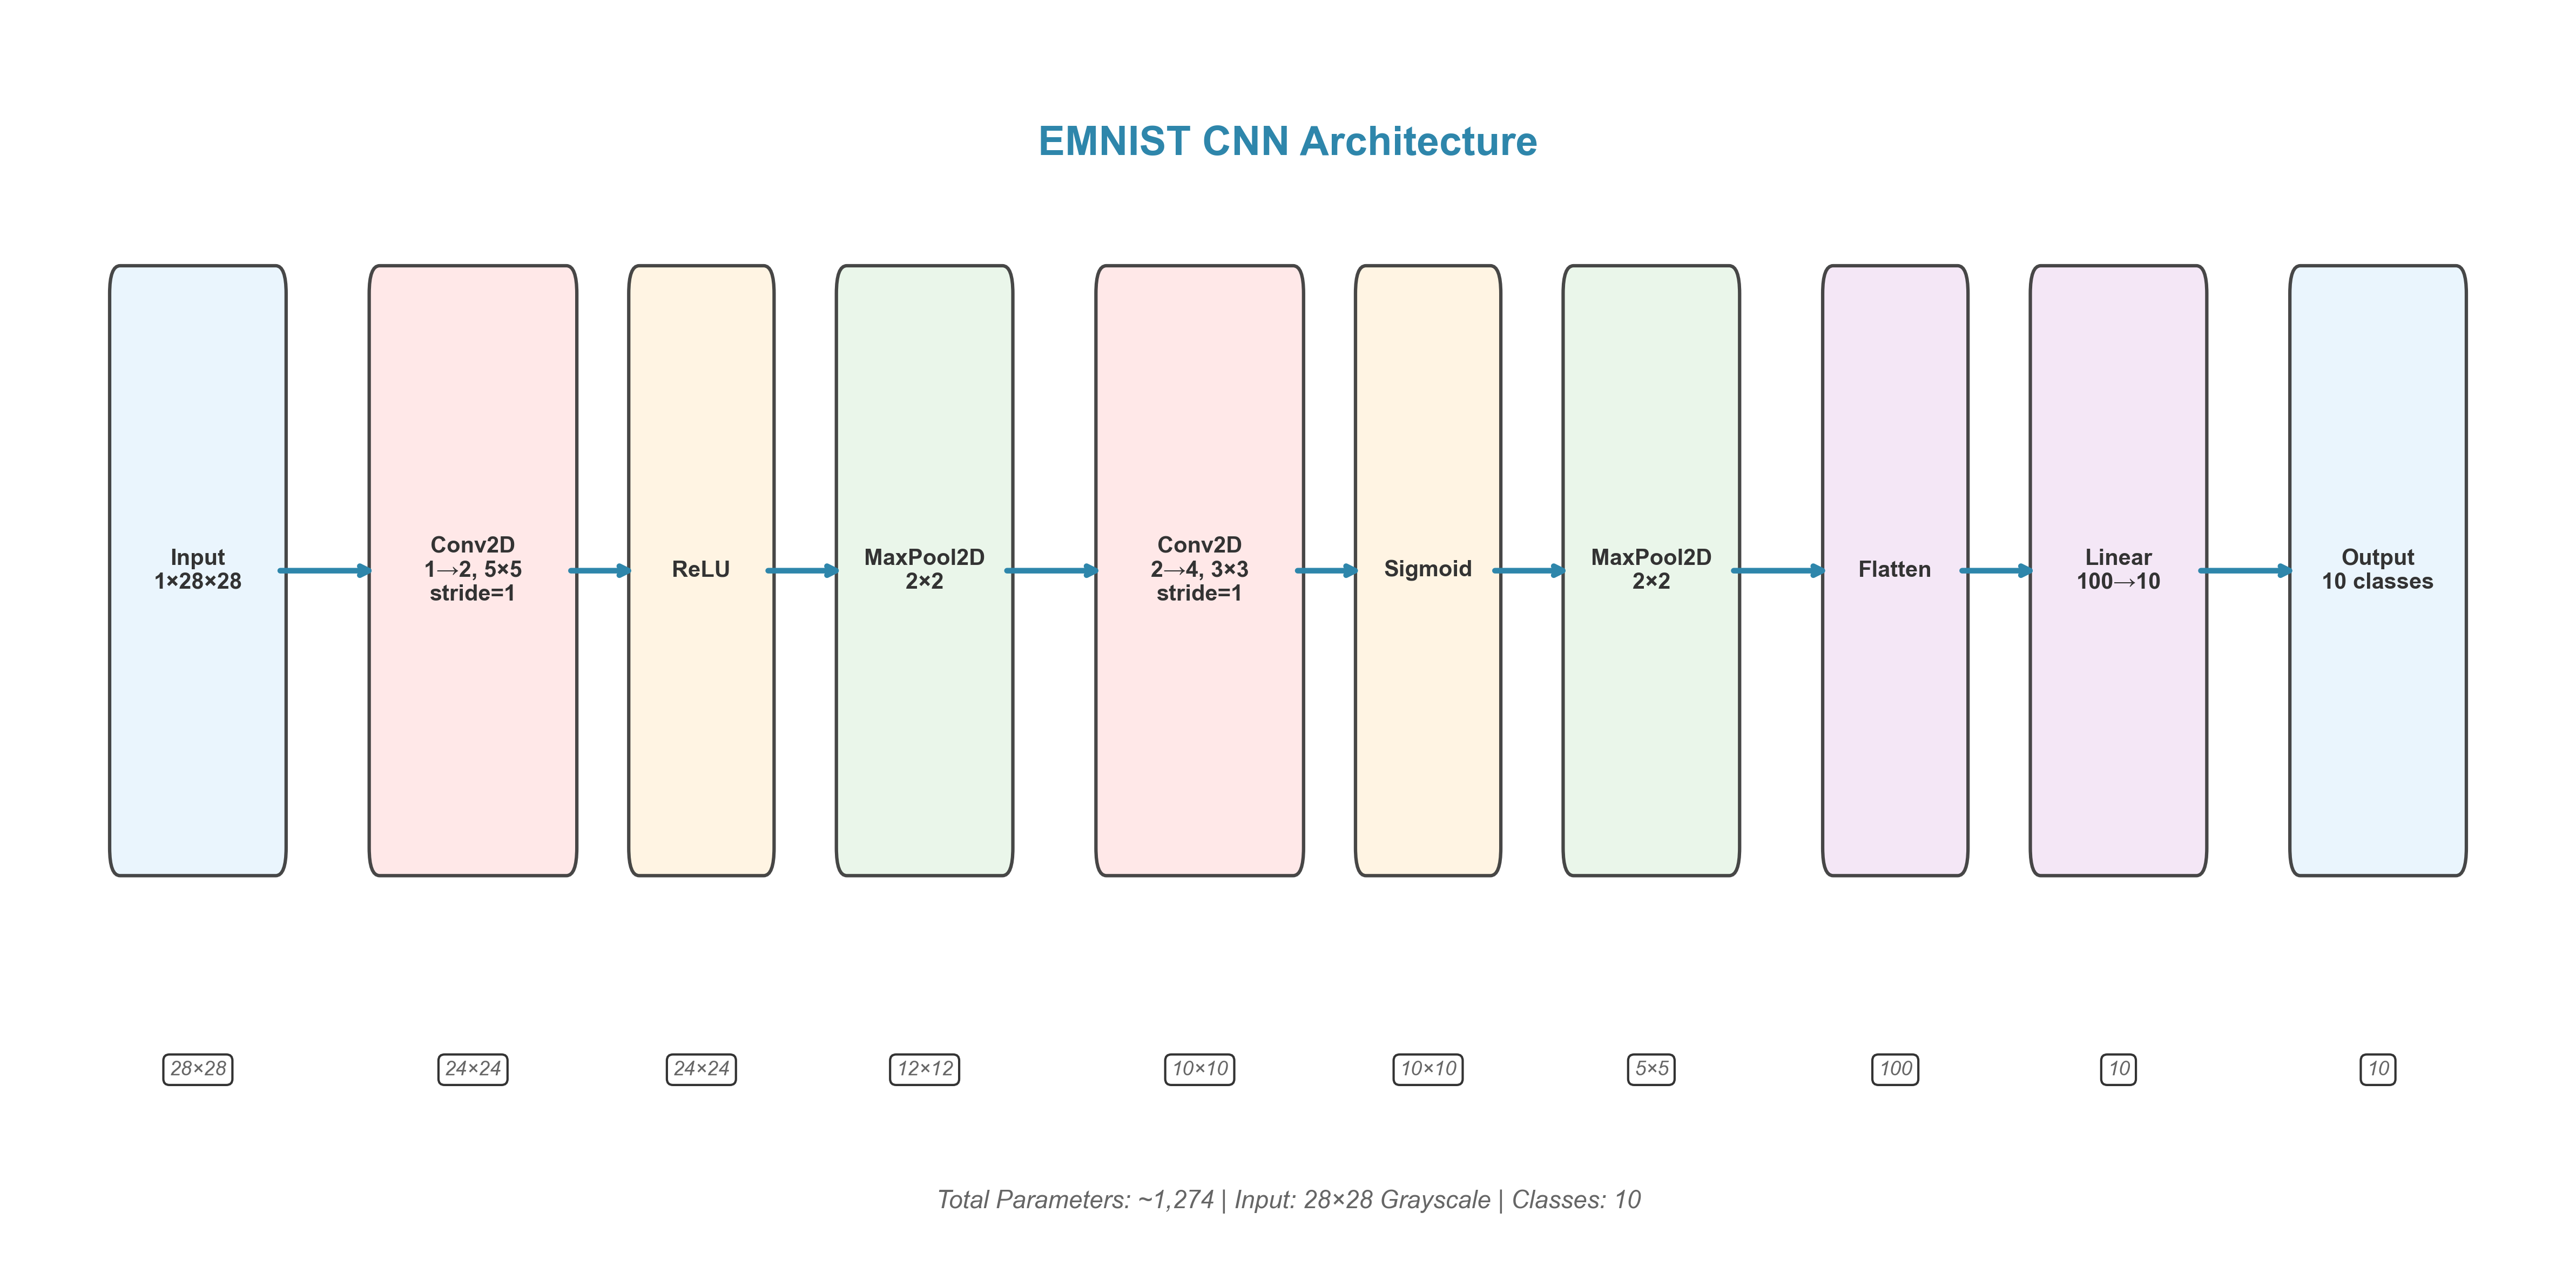 EMNIST CNN Architecture
Input
1×28×28
Conv2D
1→2, 5×5
stride=1
ReLU
MaxPool2D
2×2
Conv2D
2→4, 3×3
stride=1
Sigmoid
MaxPool2D
2×2
Flatten
Linear
100→10
Output
10 classes
28×28
24×24
24×24
12×12
10×10
10×10
5×5
100
10
10
Total Parameters: ~1,274 | Input: 28×28 Grayscale | Classes: 10